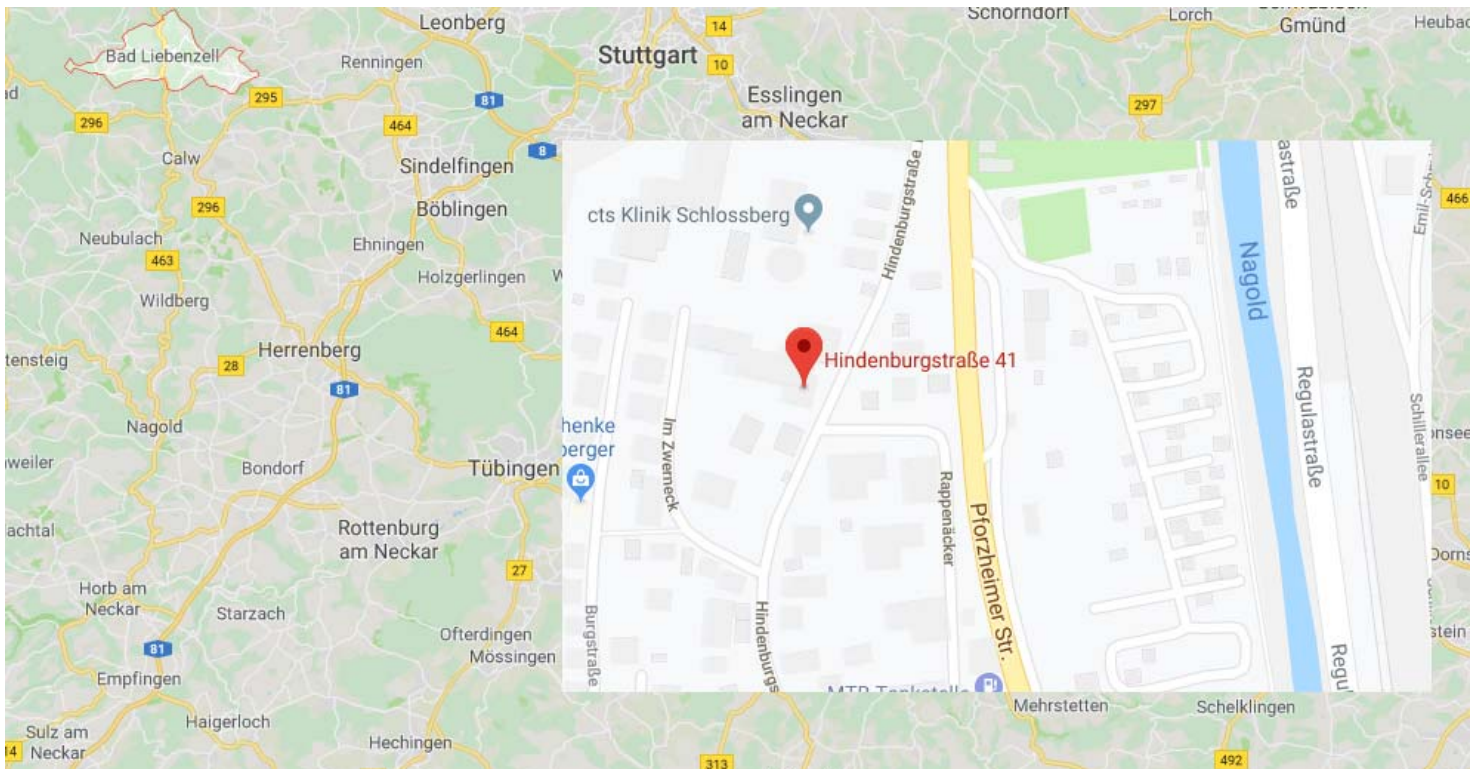 Leonberg
14
Schorndorf
Lorch
Gmünd
Bad Liebenzell
Renningen
Stuttgart
10
295
81
Esslingen
am Neckar
297
296
464
8
Calw
Sindelfingen
466
296
Böblingen
Neubulach
463
Ehningen
Holzgerlingen
Wildberg
464
Herrenberg
28
81
Nagold
Bondorf
Tübingen
10
Rottenburg
am Neckar
27
Horb am
Neckar
Starzach
81
Ofterdingen
Mössingen
Empfingen
Haigerloch
Sulz am
Neckar
14
Hechingen
313
Mehrstetten
Schelklingen
492
cts Klinik Schlossberg
Hindenburgstraße
Nagold
Hindenburgstraße 41
Im Zwerneck
Rappenäcker
Pforzheimer Str.
Regulastraße
Schillerallee
Burgstraße